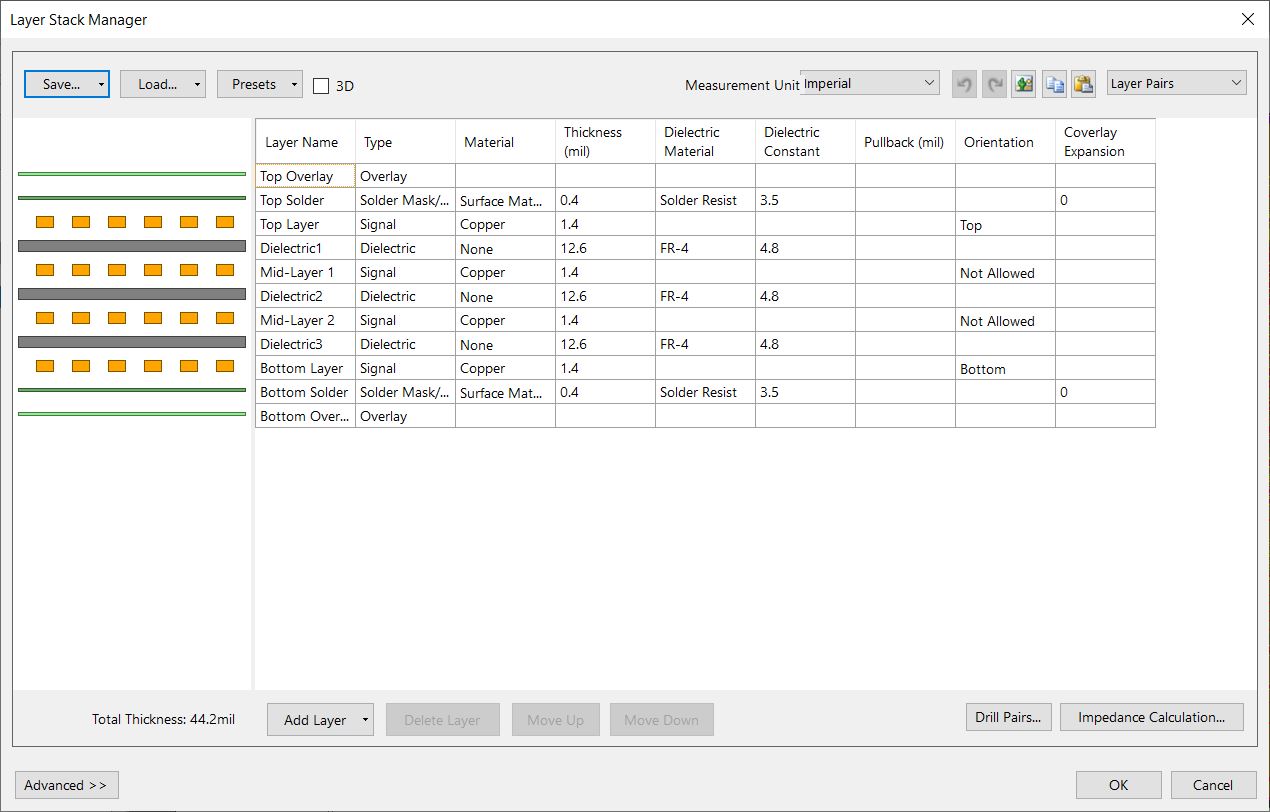 Layer Stack Manager
Save... Load... Presets 3D Measurement Unit Imperial Layer Pairs
Layer Name Type Material Thickness (mil) Dielectric Material Dielectric Constant Pullback (mil) Orientation Coverlay Expansion
Top Overlay Overlay
Top Solder Solder Mask/... Surface Mat... 0.4 Solder Resist 3.5 0
Top Layer Signal Copper 1.4 Top
Dielectric1 Dielectric None 12.6 FR-4 4.8
Mid-Layer 1 Signal Copper 1.4 Not Allowed
Dielectric2 Dielectric None 12.6 FR-4 4.8
Mid-Layer 2 Signal Copper 1.4 Not Allowed
Dielectric3 Dielectric None 12.6 FR-4 4.8
Bottom Layer Signal Copper 1.4 Bottom
Bottom Solder Solder Mask/... Surface Mat... 0.4 Solder Resist 3.5 0
Bottom Over... Overlay
Total Thickness: 44.2mil Add Layer Delete Layer Move Up Move Down Drill Pairs... Impedance Calculation...
Advanced >> OK Cancel